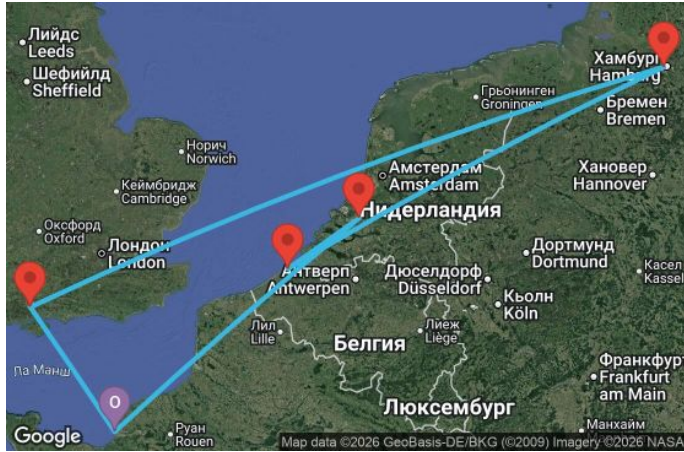 Лийдс
Leeds
Шефийлд
Sheffield
Хамбург
Hamburg
Грьонинген
Groningen
Бремен
Bremen
Норич
Norwich
Амстердам
Amsterdam
Хановер
Hannover
Кеймбридж
Cambridge
Нидерландия
Оксфорд
Oxford
Лондон
London
Дортмунд
Dortmund
Антверп
Antwerpen
Дюселдорф
Düsseldorf
Касел
Kassel
Кьолн
Köln
Лил
Lille
Белгия
Лиеж
Liège
Ла Манш
Франкфурт
Frankfurt
am Main
O
Люксембург
Руан
Rouen
Манхайм
Google
Map data ©2026 GeoBasis-DE/BKG (©2009) Imagery ©2026 NASA